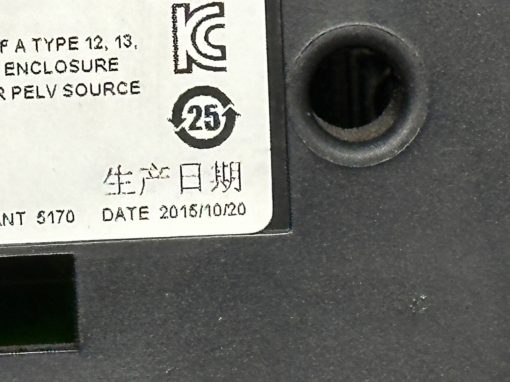 F A TYPE 12, 13,
ENCLOSURE
R PELV SOURCE
25
生产日期
ANT 5170 DATE 2015/10/20